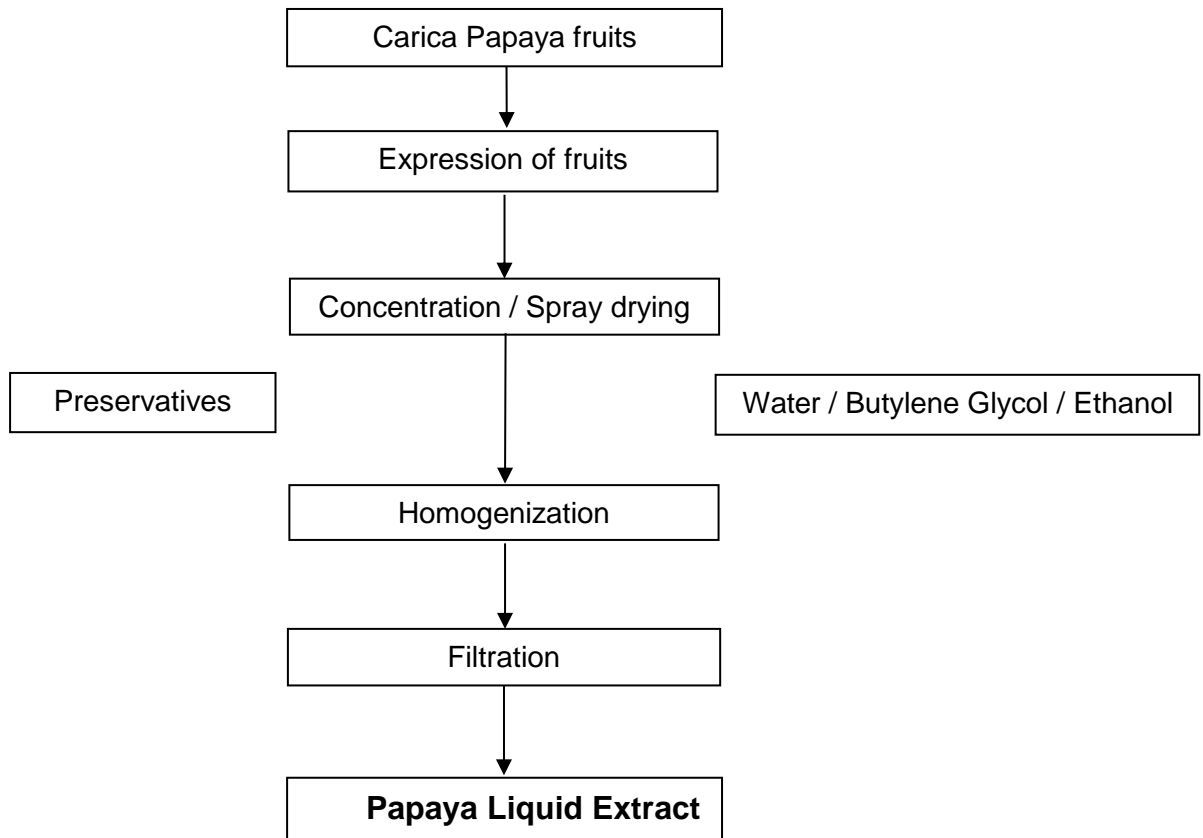 Carica Papaya fruits
Expression of fruits
Concentration / Spray drying
Preservatives
Water / Butylene Glycol / Ethanol
Homogenization
Filtration
Papaya Liquid Extract